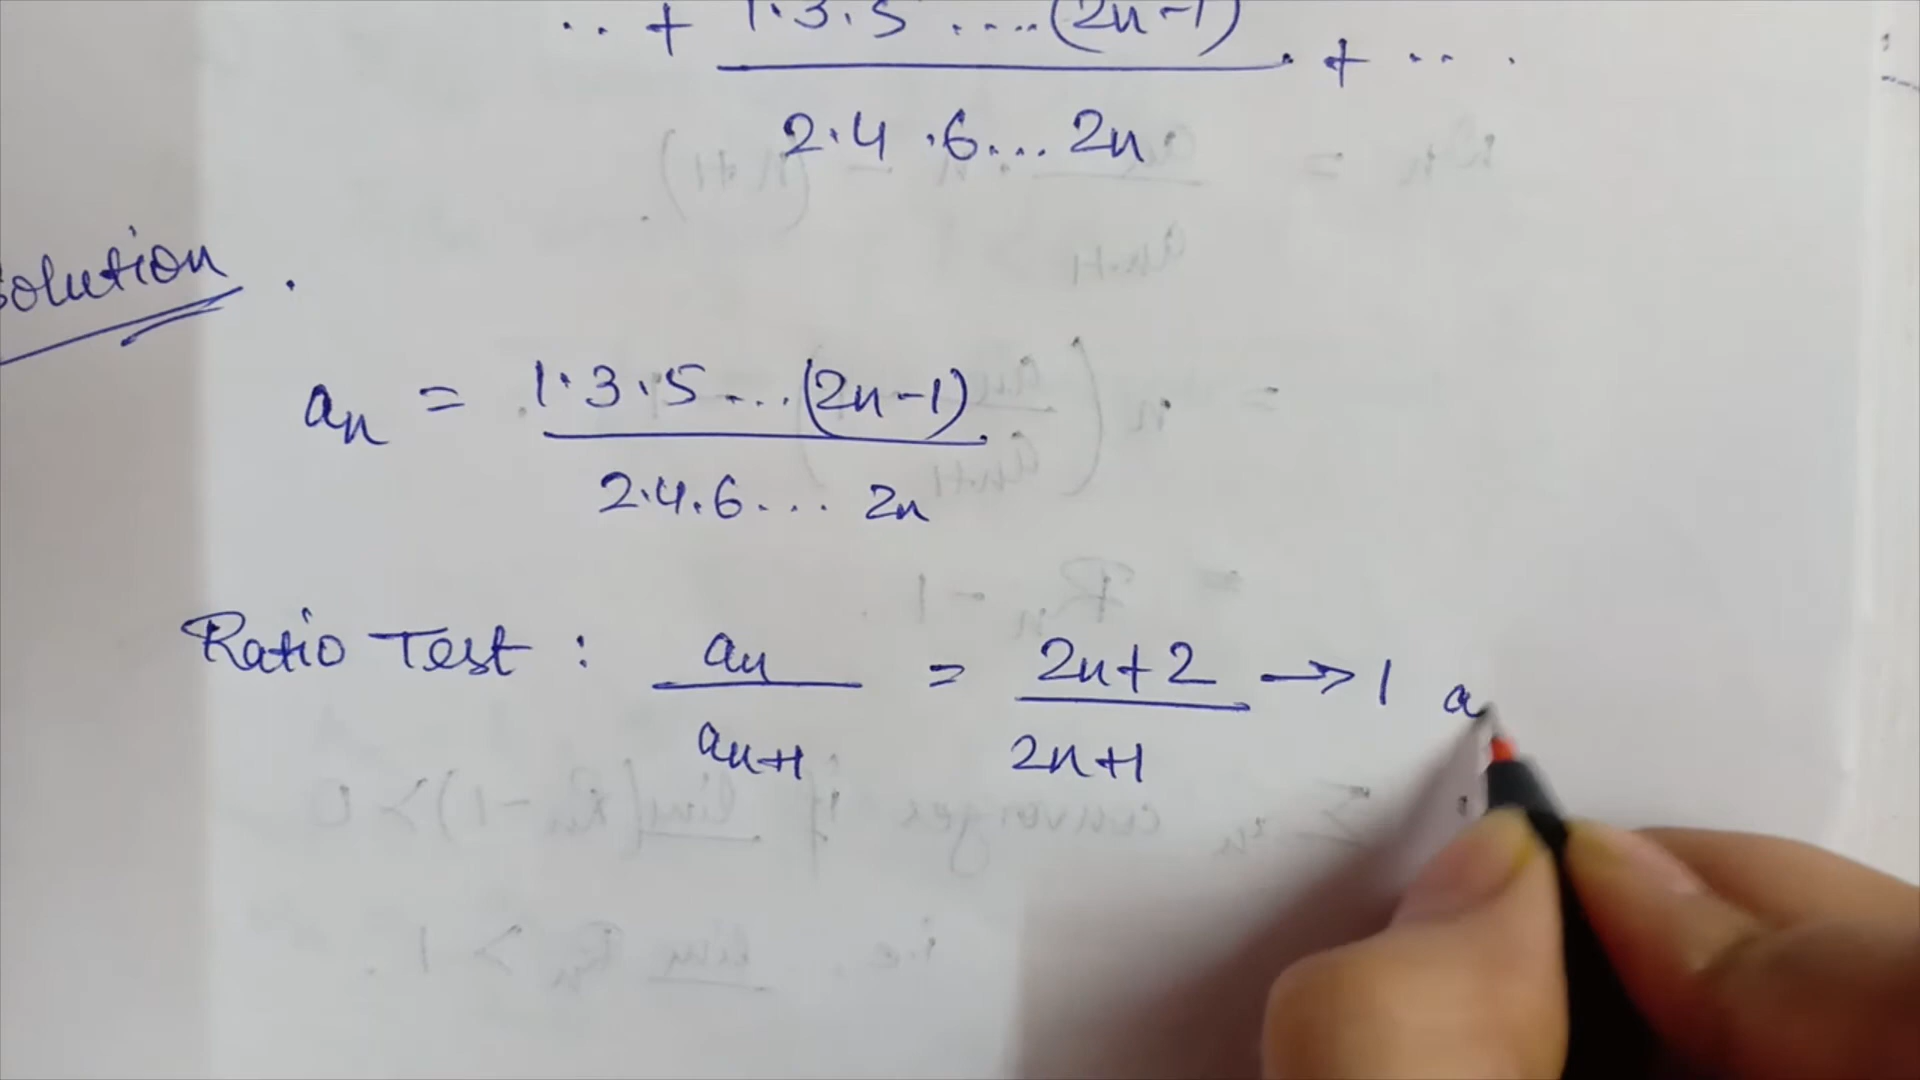 .. + 1.3.5 ....(2n-1) + ...
2.4.6... 2n
Solution.
an = 1.3.5...(2n-1)
2.4.6... 2n
Ratio Test : an = 2n+2 → 1 a
an+1 2n+1